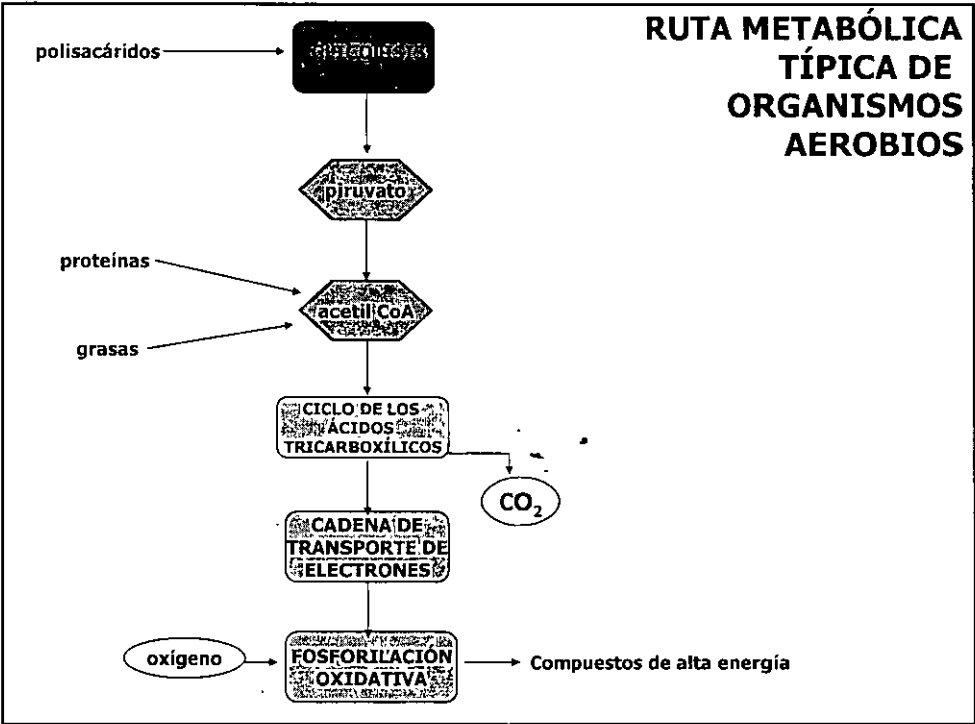 RUTA METABÓLICA
TÍPICA DE
ORGANISMOS
AEROBIOS
polisacáridos
piruvato
proteínas
acetil CoA
grasas
CICLO DE LOS
ÁCIDOS
TRICARBOXÍLICOS
CO₂
CADENA DE
TRANSPORTE DE
ELECTRONES
oxígeno
FOSFORILACIÓN
OXIDATIVA
Compuestos de alta energía